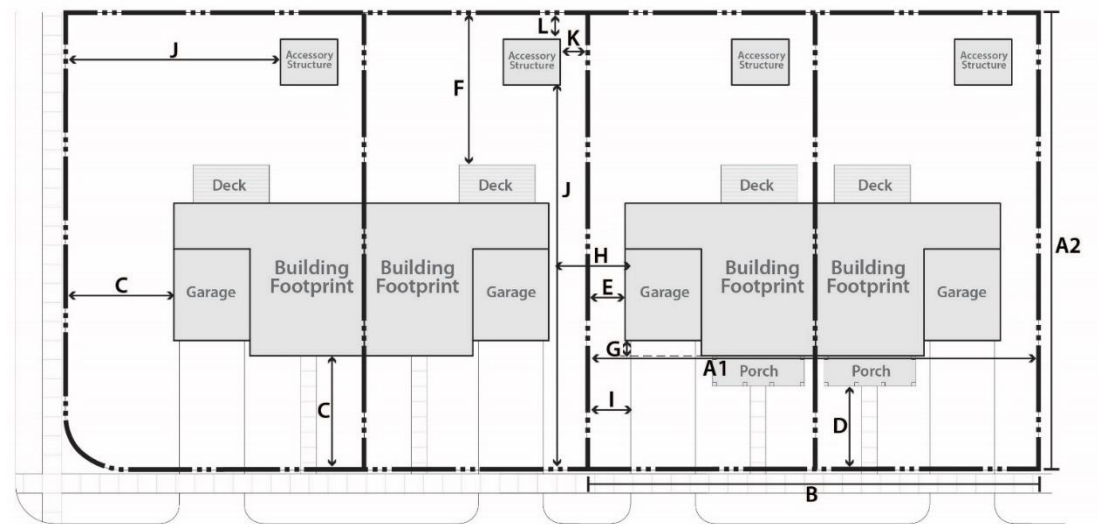 L
K
J
Accessory
Structure
Accessory
Structure
Accessory
Structure
Accessory
Structure
F
Deck
Deck
J
Deck
Deck
A2
H
Building
Footprint
Building
Footprint
Building
Footprint
Building
Footprint
C
Garage
Garage
E
Garage
Garage
G
A1
Porch
Porch
C
I
D
B